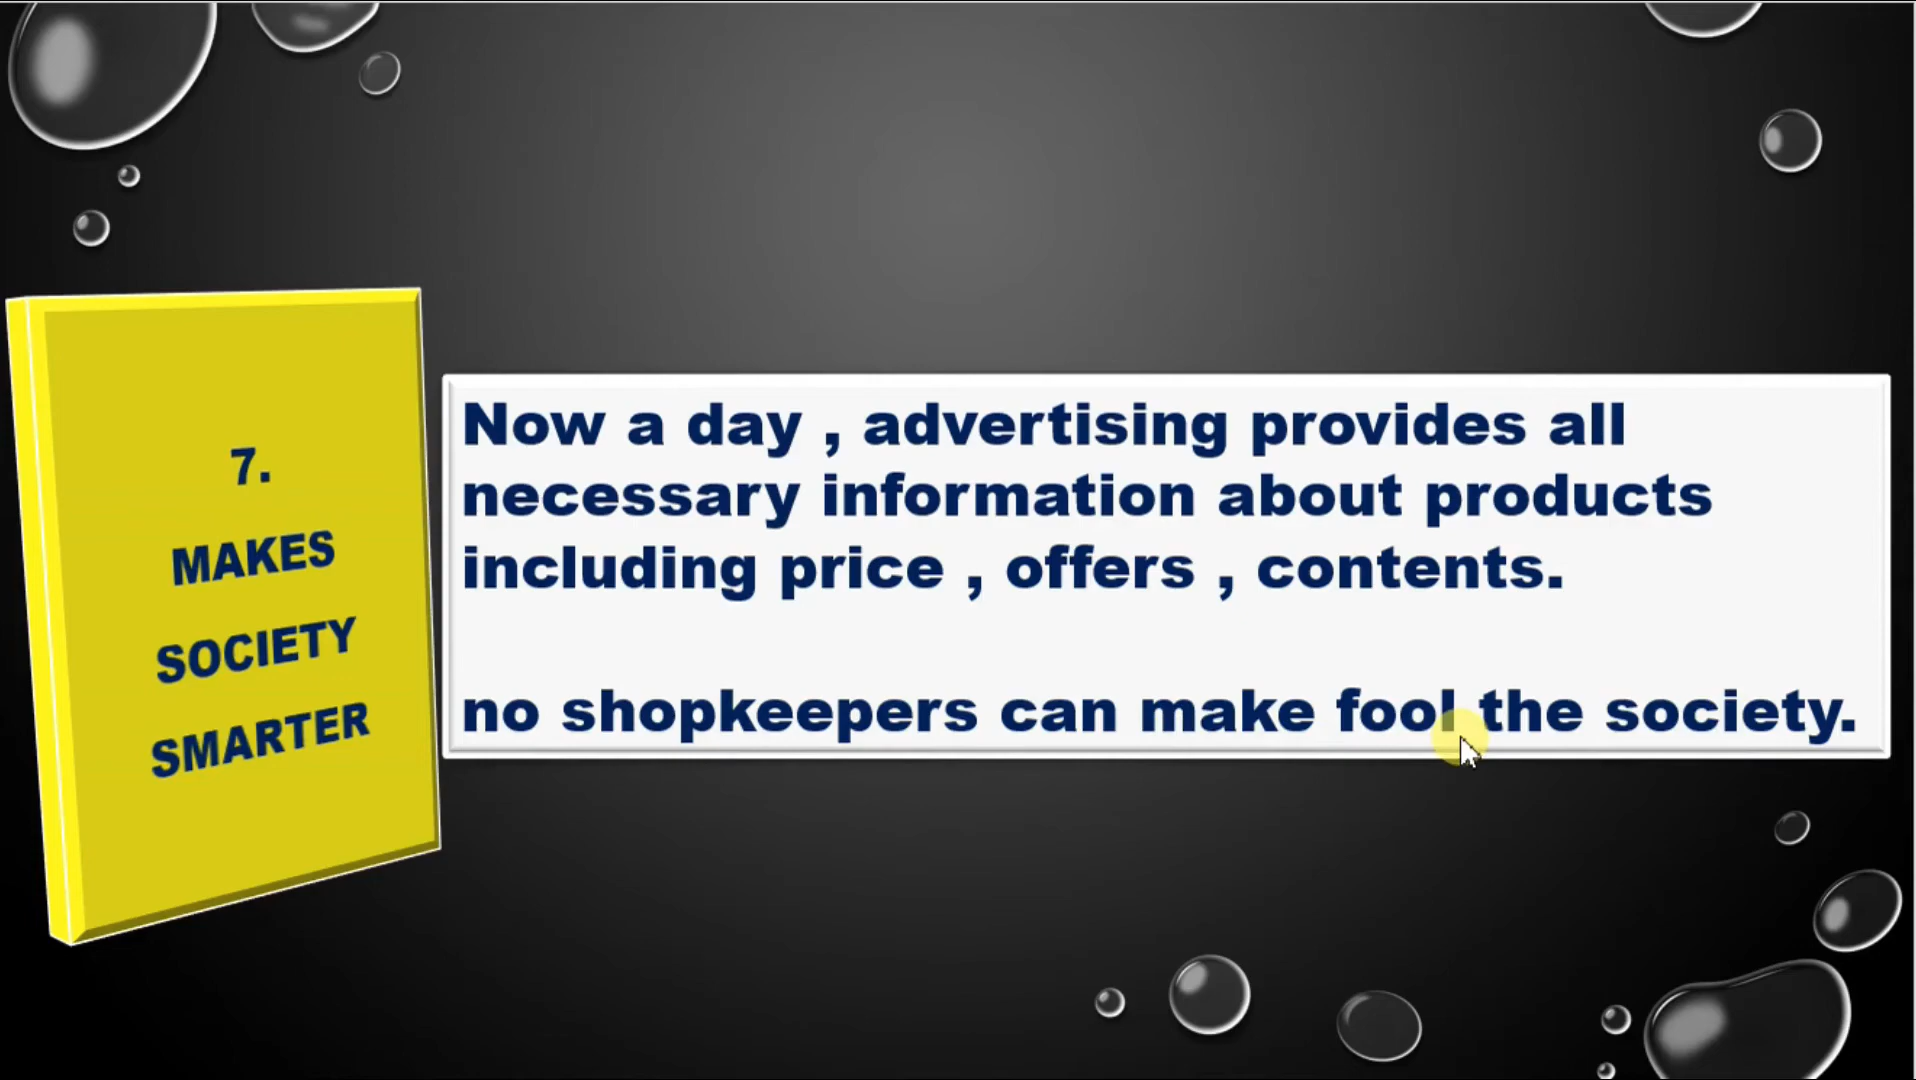 7.
MAKES
SOCIETY
SMARTER
Now a day , advertising provides all
necessary information about products
including price , offers , contents.
no shopkeepers can make fool the society.